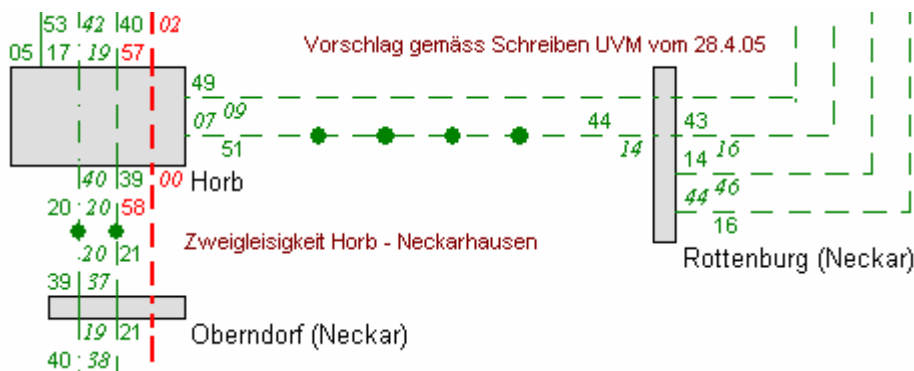 53 42 40 02
Vorschlag gemäss Schreiben UVM vom 28.4.05
05 17 19 57
49
07 09
51
44
14
43
16
14
44 46
16
40 39 00 Horb
20 20 58
Zweigleisigkeit Horb - Neckarhausen
20 21
Rottenburg (Neckar)
39 37
Oberndorf (Neckar)
19 21
40 38